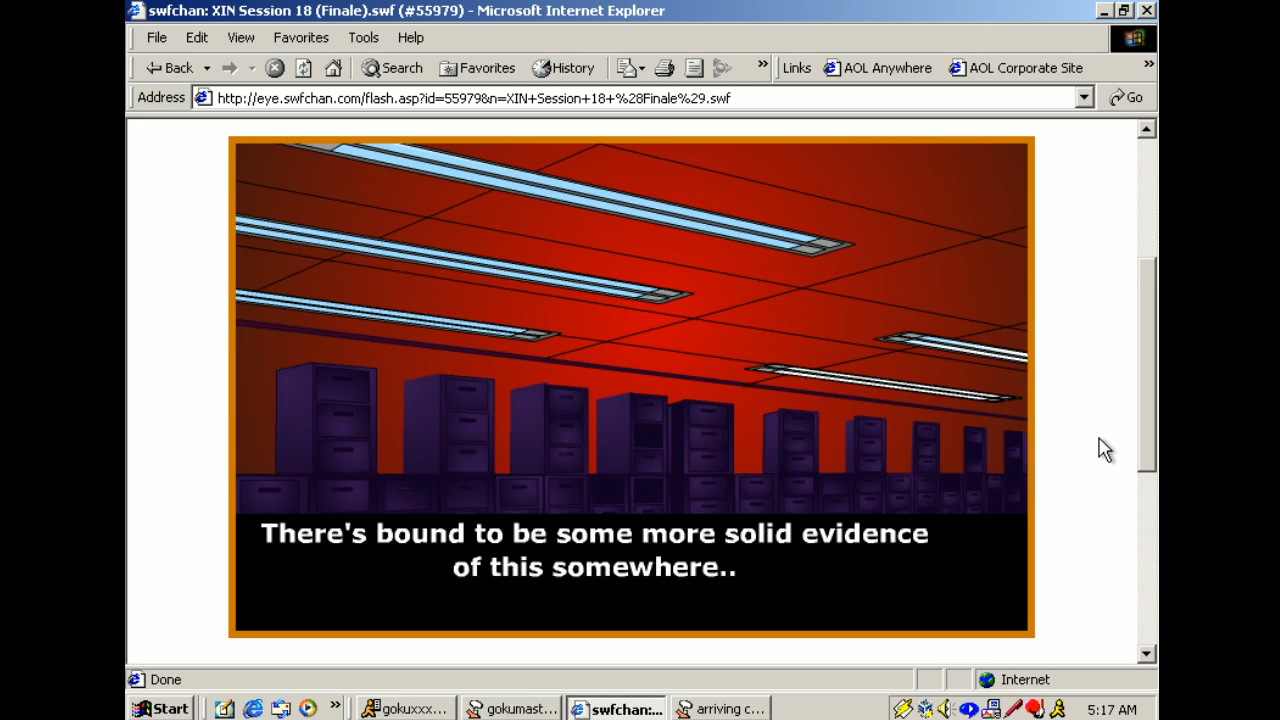 swfchan: XIN Session 18 (Finale).swf (#55979) - Microsoft Internet Explorer
File Edit View Favorites Tools Help
Back Search Favorites History » Links AOL Anywhere AOL Corporate Site »
Address http://eye.swfchan.com/flash.asp?id=55979&n=XIN+Session+18+%28Finale%29.swf Go
There's bound to be some more solid evidence
of this somewhere..
Done Internet
Start » gokuxxx... gokumast... swfchan:... arriving c... 5:17 AM